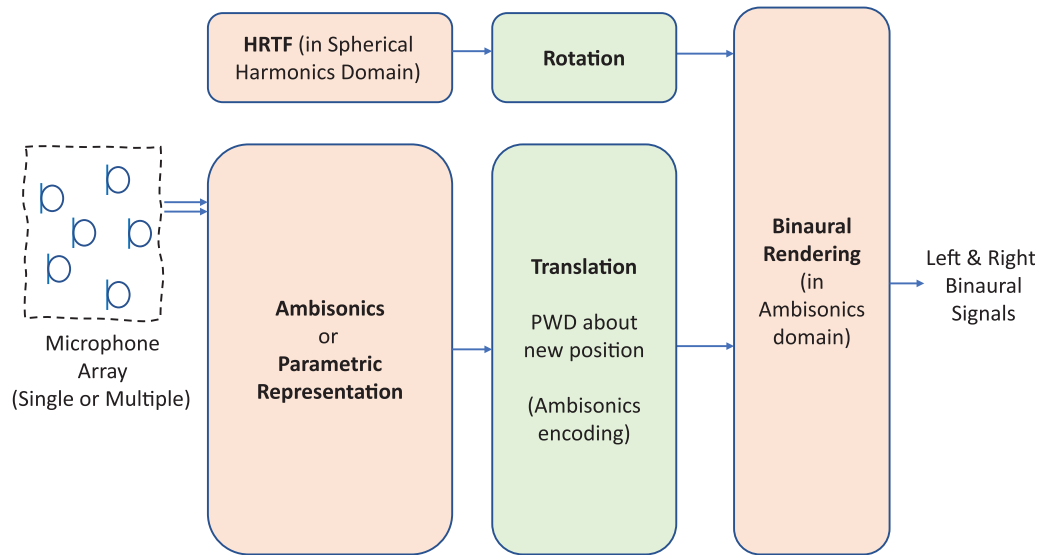 HRTF (in Spherical
Harmonics Domain)
Rotation
Microphone
Array
(Single or Multiple)
Ambisonics
or
Parametric
Representation
Translation
PWD about
new position
(Ambisonics
encoding)
Binaural
Rendering
(in
Ambisonics
domain)
Left & Right
Binaural
Signals